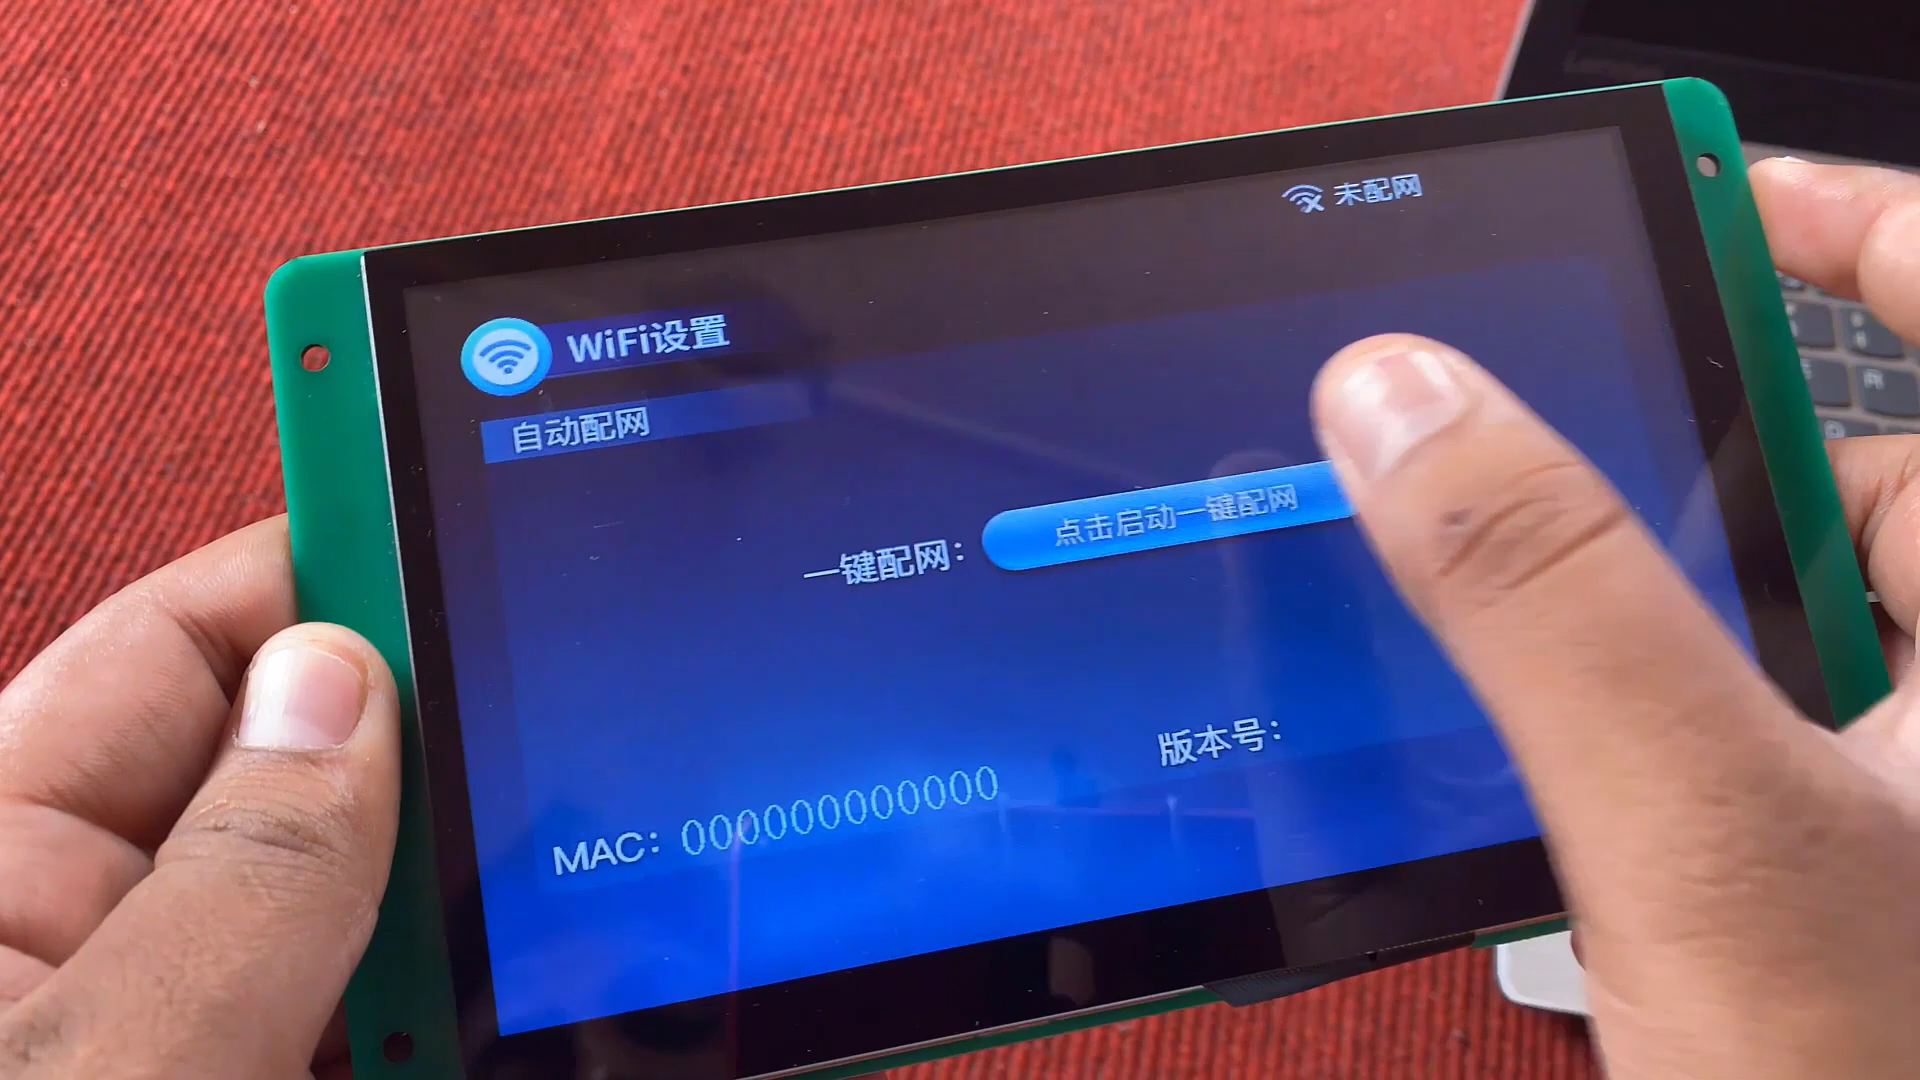 未配网
WiFi设置
自动配网
一键配网：
点击启动一键配网
版本号：
MAC：000000000000